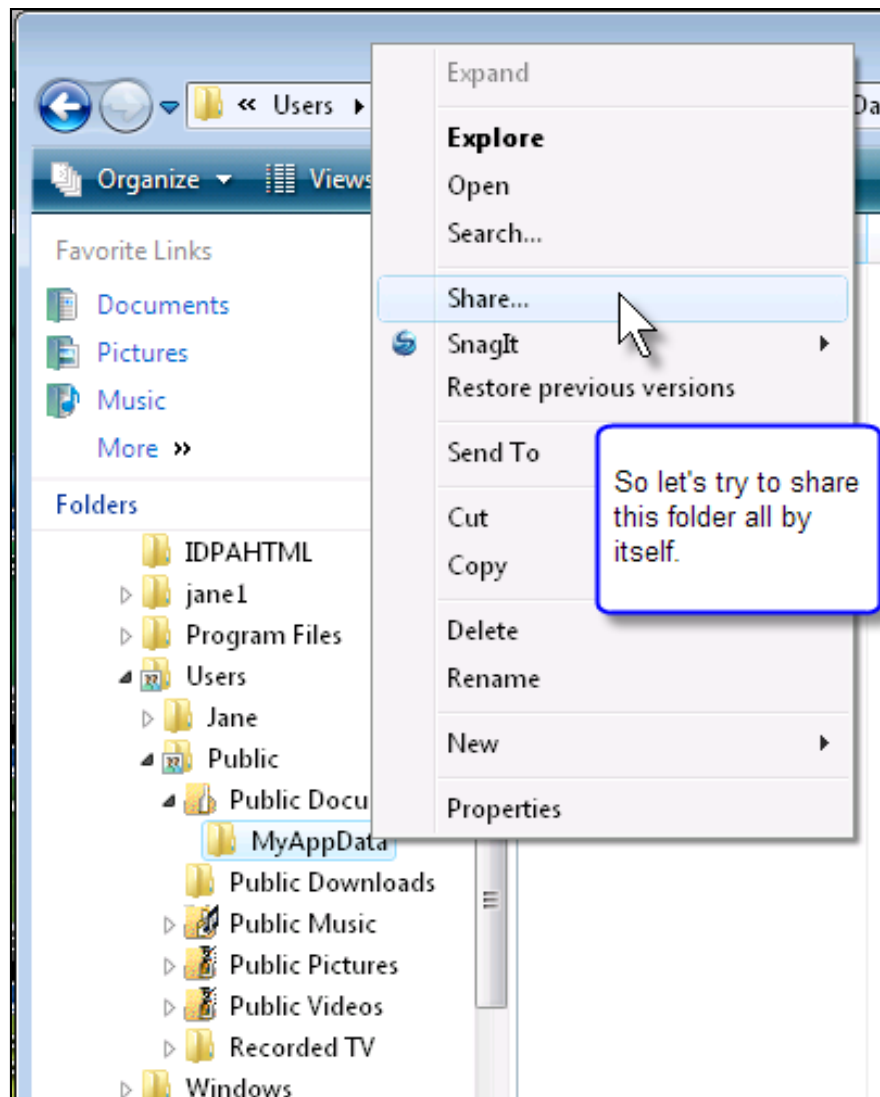 Expand
« Users
Da
Explore
Organize
Views
Open
Search...
Favorite Links
Documents
Pictures
Music
More »
Share...
SnagIt
Restore previous versions
Send To
Cut
Copy
Delete
Rename
New
Properties
So let's try to share
this folder all by
itself.
Folders
IDPAHTML
jane1
Program Files
Users
Jane
Public
Public Docu
MyAppData
Public Downloads
Public Music
Public Pictures
Public Videos
Recorded TV
Windows